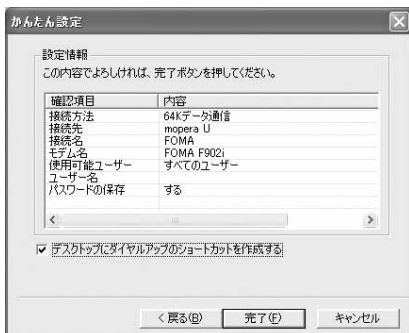 かんたん設定
設定情報
この内容でよろしければ、完了ボタンを押してください。
確認項目 内容
接続方法 64Kデータ通信
接続先 mopera U
接続名 FOMA
モデム名 FOMA F902i
使用可能ユーザー すべてのユーザー
ユーザー名
パスワードの保存 する
デスクトップにダイヤルアップのショートカットを作成する
< 戻る(B) 完了(F) キャンセル